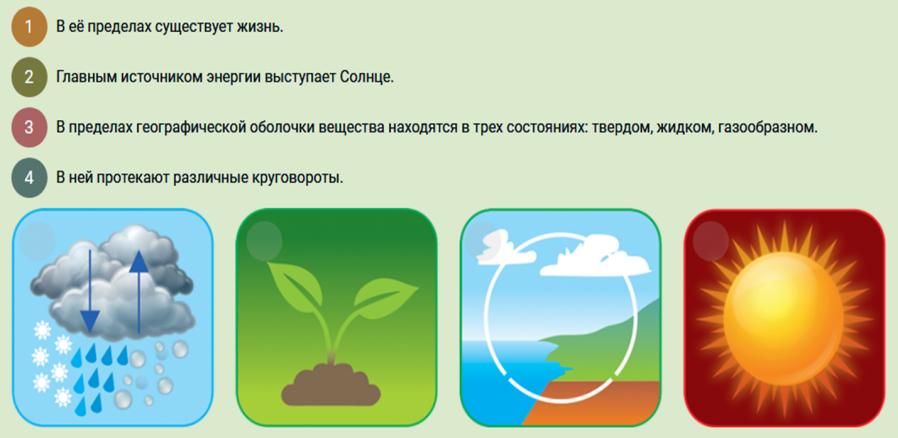 1 В её пределах существует жизнь.
2 Главным источником энергии выступает Солнце.
3 В пределах географической оболочки вещества находятся в трех состояниях: твердом, жидком, газообразном.
4 В ней протекают различные круговороты.